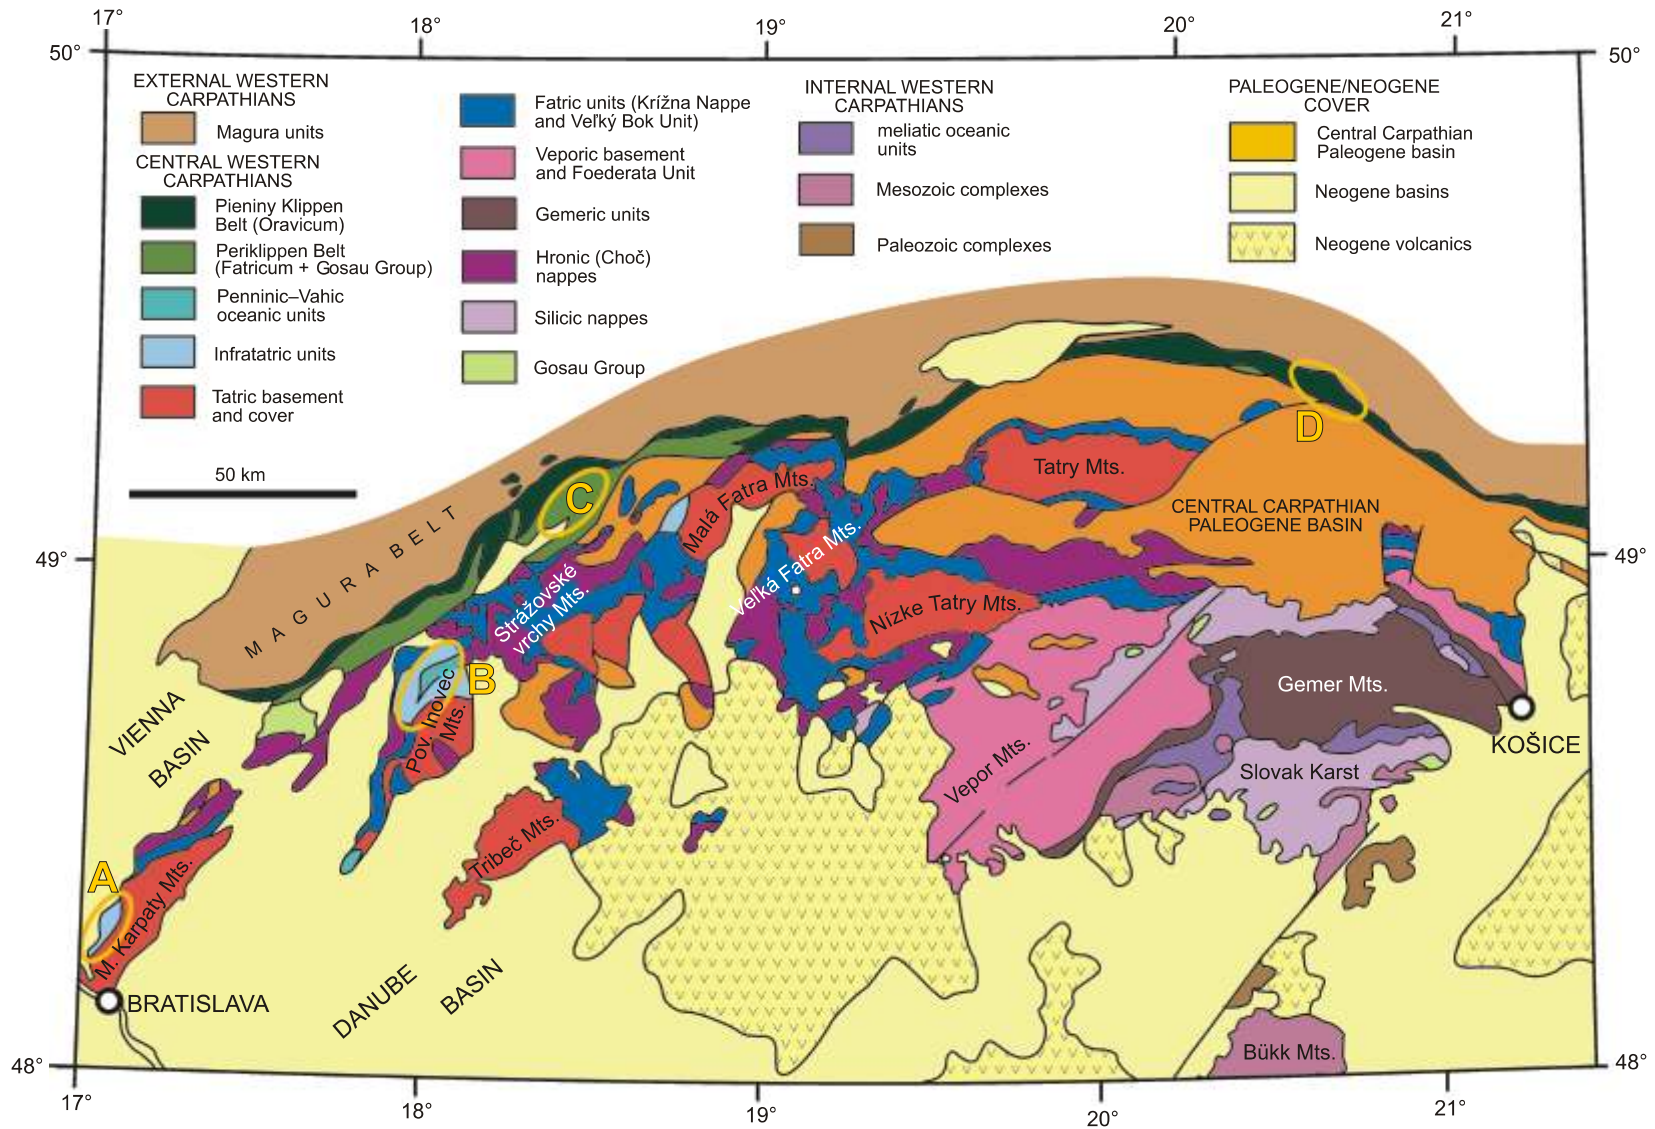 17°
18°
19°
20°
21°
50°
50°
EXTERNAL WESTERN
CARPATHIANS
Magura units
CENTRAL WESTERN
CARPATHIANS
Pieniny Klippen
Belt (Oravicum)
Periklippen Belt
(Fatricum + Gosau Group)
Penninic–Vahic
oceanic units
Infratatric units
Tatric basement
and cover
Fatric units (Krížna Nappe
and Veľký Bok Unit)
Veporic basement
and Foederata Unit
Gemeric units
Hronic (Choč)
nappes
Silicic nappes
Gosau Group
INTERNAL WESTERN
CARPATHIANS
meliatic oceanic
units
Mesozoic complexes
Paleozoic complexes
PALEOGENE/NEOGENE
COVER
Central Carpathian
Paleogene basin
Neogene basins
Neogene volcanics
50 km
D
Tatry Mts.
C
Malá Fatra Mts.
CENTRAL CARPATHIAN
PALEOGENE BASIN
MAGURA BELT
49°
49°
Veľká Fatra Mts.
Strážovské
vrchy Mts.
Nízke Tatry Mts.
B
Pov. Inovec
Mts.
Gemer Mts.
KOŠICE
VIENNA
BASIN
Vepor Mts.
Slovak Karst
Tribeč Mts.
A
M. Karpaty Mts.
BRATISLAVA
DANUBE
BASIN
Bükk Mts.
48°
48°
17°
18°
19°
20°
21°